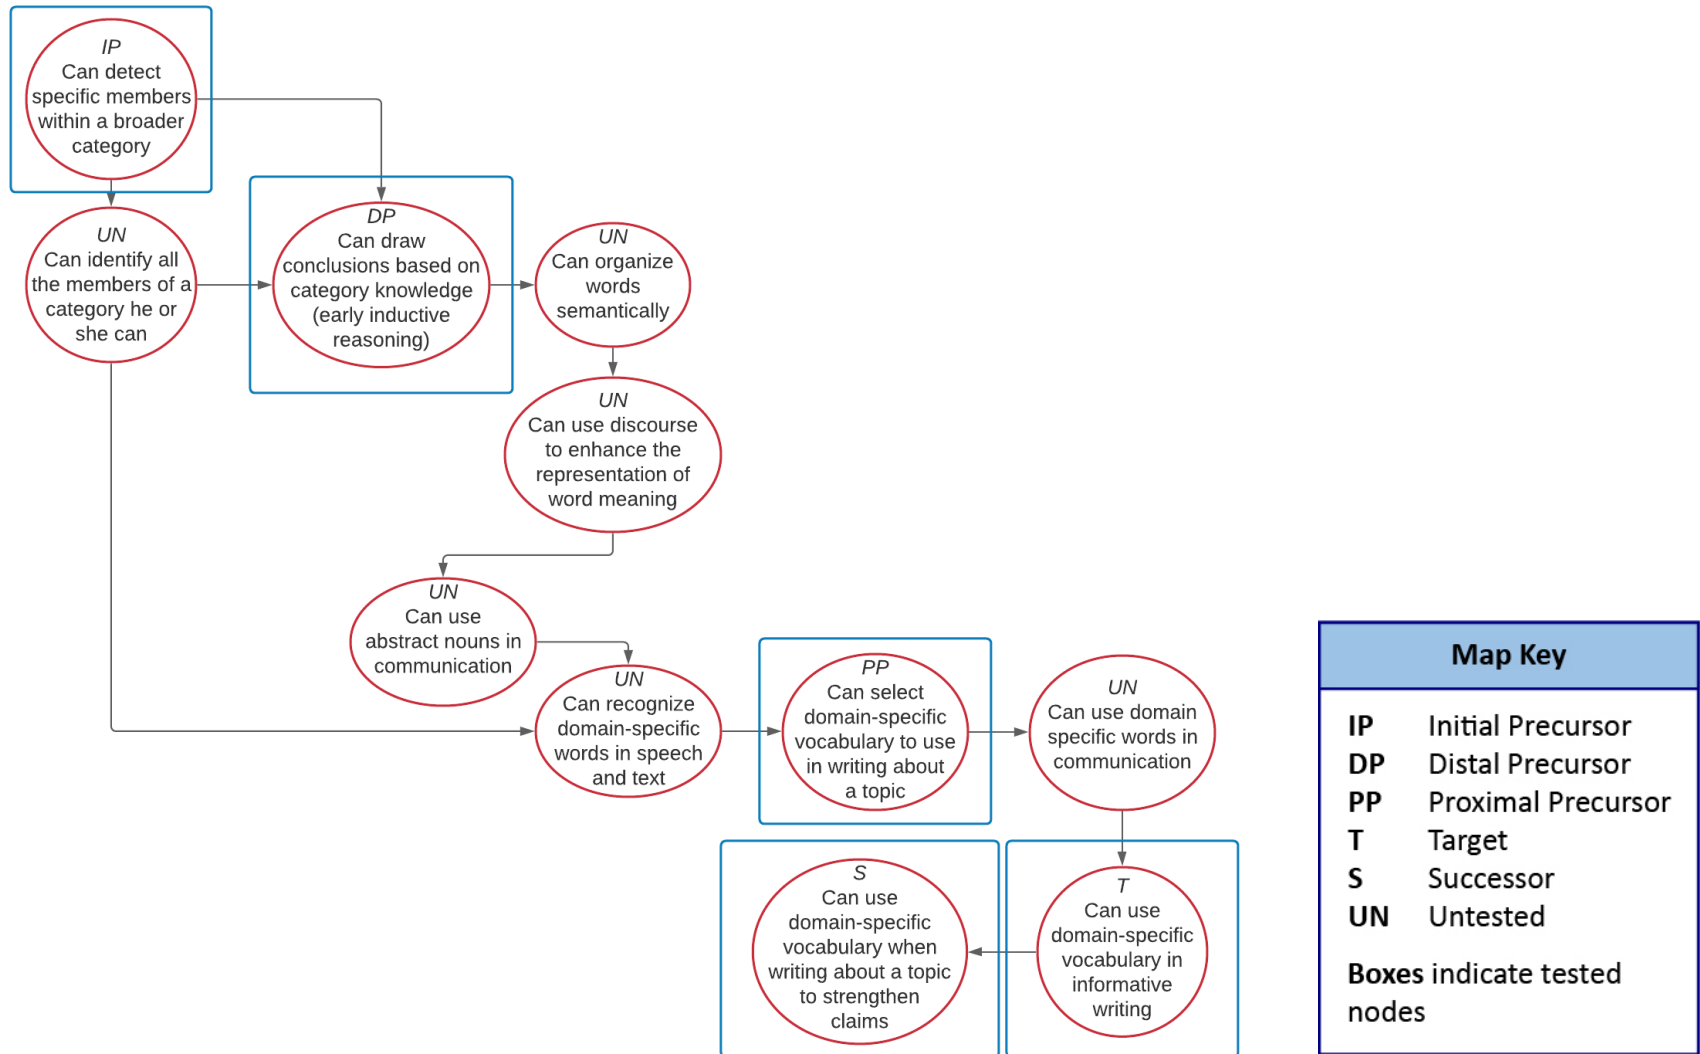 IP
Can detect
specific members
within a broader
category
UN
Can identify all
the members of a
category he or
she can
DP
Can draw
conclusions based on
category knowledge
(early inductive
reasoning)
UN
Can organize
words
semantically
UN
Can use discourse
to enhance the
representation of
word meaning
UN
Can use
abstract nouns in
communication
UN
Can recognize
domain-specific
words in speech
and text
PP
Can select
domain-specific
vocabulary to use
in writing about
a topic
UN
Can use domain
specific words in
communication
T
Can use
domain-specific
vocabulary in
informative
writing
S
Can use
domain-specific
vocabulary when
writing about a topic
to strengthen
claims
Map Key
IP Initial Precursor
DP Distal Precursor
PP Proximal Precursor
T Target
S Successor
UN Untested
Boxes indicate tested
nodes